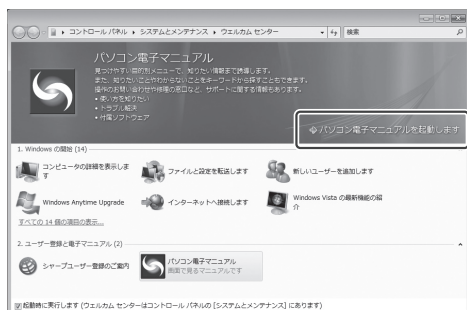 コントロール パネル ▸ システムとメンテナンス ▸ ウェルカム センター
検索
パソコン電子マニュアル
見つけやすい目的別メニューで、知りたい情報まで誘導します。
また、知りたいことやわからないことをキーワードから探すこともできます。
操作のお問い合わせや修理の窓口など、サポートに関する情報もあります。
• 使い方を知りたい
• トラブル解決
• 付属ソフトウェア
パソコン電子マニュアルを起動します
1. Windows の開始 (14)
コンピュータの詳細を表示します
ファイルと設定を転送します
新しいユーザーを追加します
Windows Anytime Upgrade
インターネットへ接続します
Windows Vista の最新機能の紹介
すべての 14 個の項目の表示...
2. ユーザー登録と電子マニュアル (2)
シャープユーザー登録のご案内
パソコン電子マニュアル
画面で見るマニュアルです
起動時に実行します (ウェルカム センターはコントロール パネルの [システムとメンテナンス] にあります)